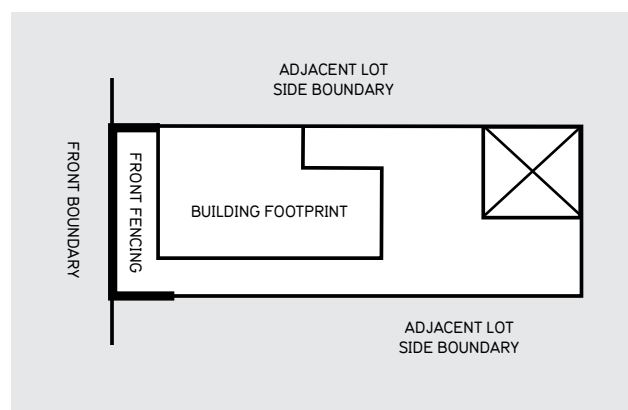 ADJACENT LOT
SIDE BOUNDARY
FRONT BOUNDARY
FRONT FENCING
BUILDING FOOTPRINT
ADJACENT LOT
SIDE BOUNDARY